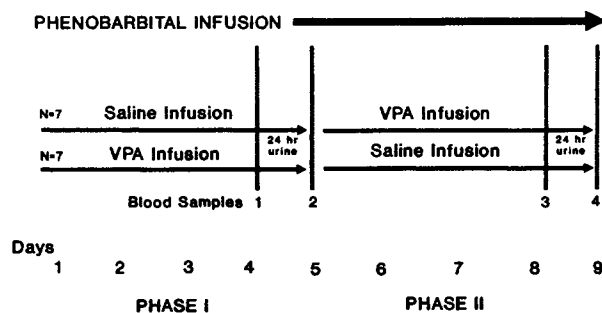 PHENOBARBITAL INFUSION
N=7 Saline Infusion VPA Infusion
24 hr urine 24 hr urine
N=7 VPA Infusion Saline Infusion
Blood Samples 1 2 3 4
Days
1 2 3 4 5 6 7 8 9
PHASE I PHASE II